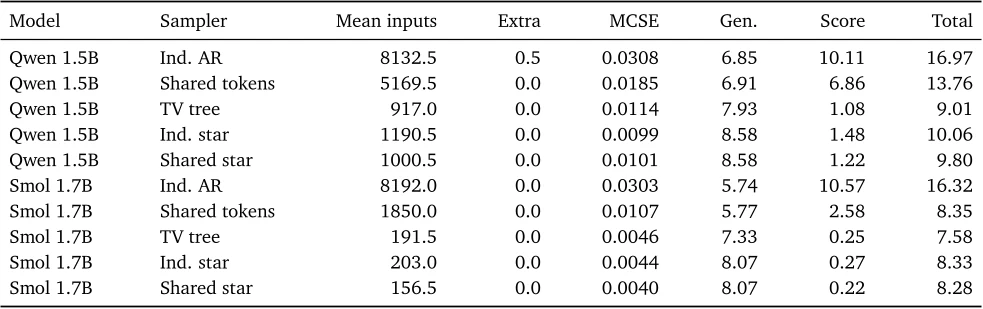 Model Sampler Mean inputs Extra MCSE Gen. Score Total
Qwen 1.5B Ind. AR 8132.5 0.5 0.0308 6.85 10.11 16.97
Qwen 1.5B Shared tokens 5169.5 0.0 0.0185 6.91 6.86 13.76
Qwen 1.5B TV tree 917.0 0.0 0.0114 7.93 1.08 9.01
Qwen 1.5B Ind. star 1190.5 0.0 0.0099 8.58 1.48 10.06
Qwen 1.5B Shared star 1000.5 0.0 0.0101 8.58 1.22 9.80
Smol 1.7B Ind. AR 8192.0 0.0 0.0303 5.74 10.57 16.32
Smol 1.7B Shared tokens 1850.0 0.0 0.0107 5.77 2.58 8.35
Smol 1.7B TV tree 191.5 0.0 0.0046 7.33 0.25 7.58
Smol 1.7B Ind. star 203.0 0.0 0.0044 8.07 0.27 8.33
Smol 1.7B Shared star 156.5 0.0 0.0040 8.07 0.22 8.28